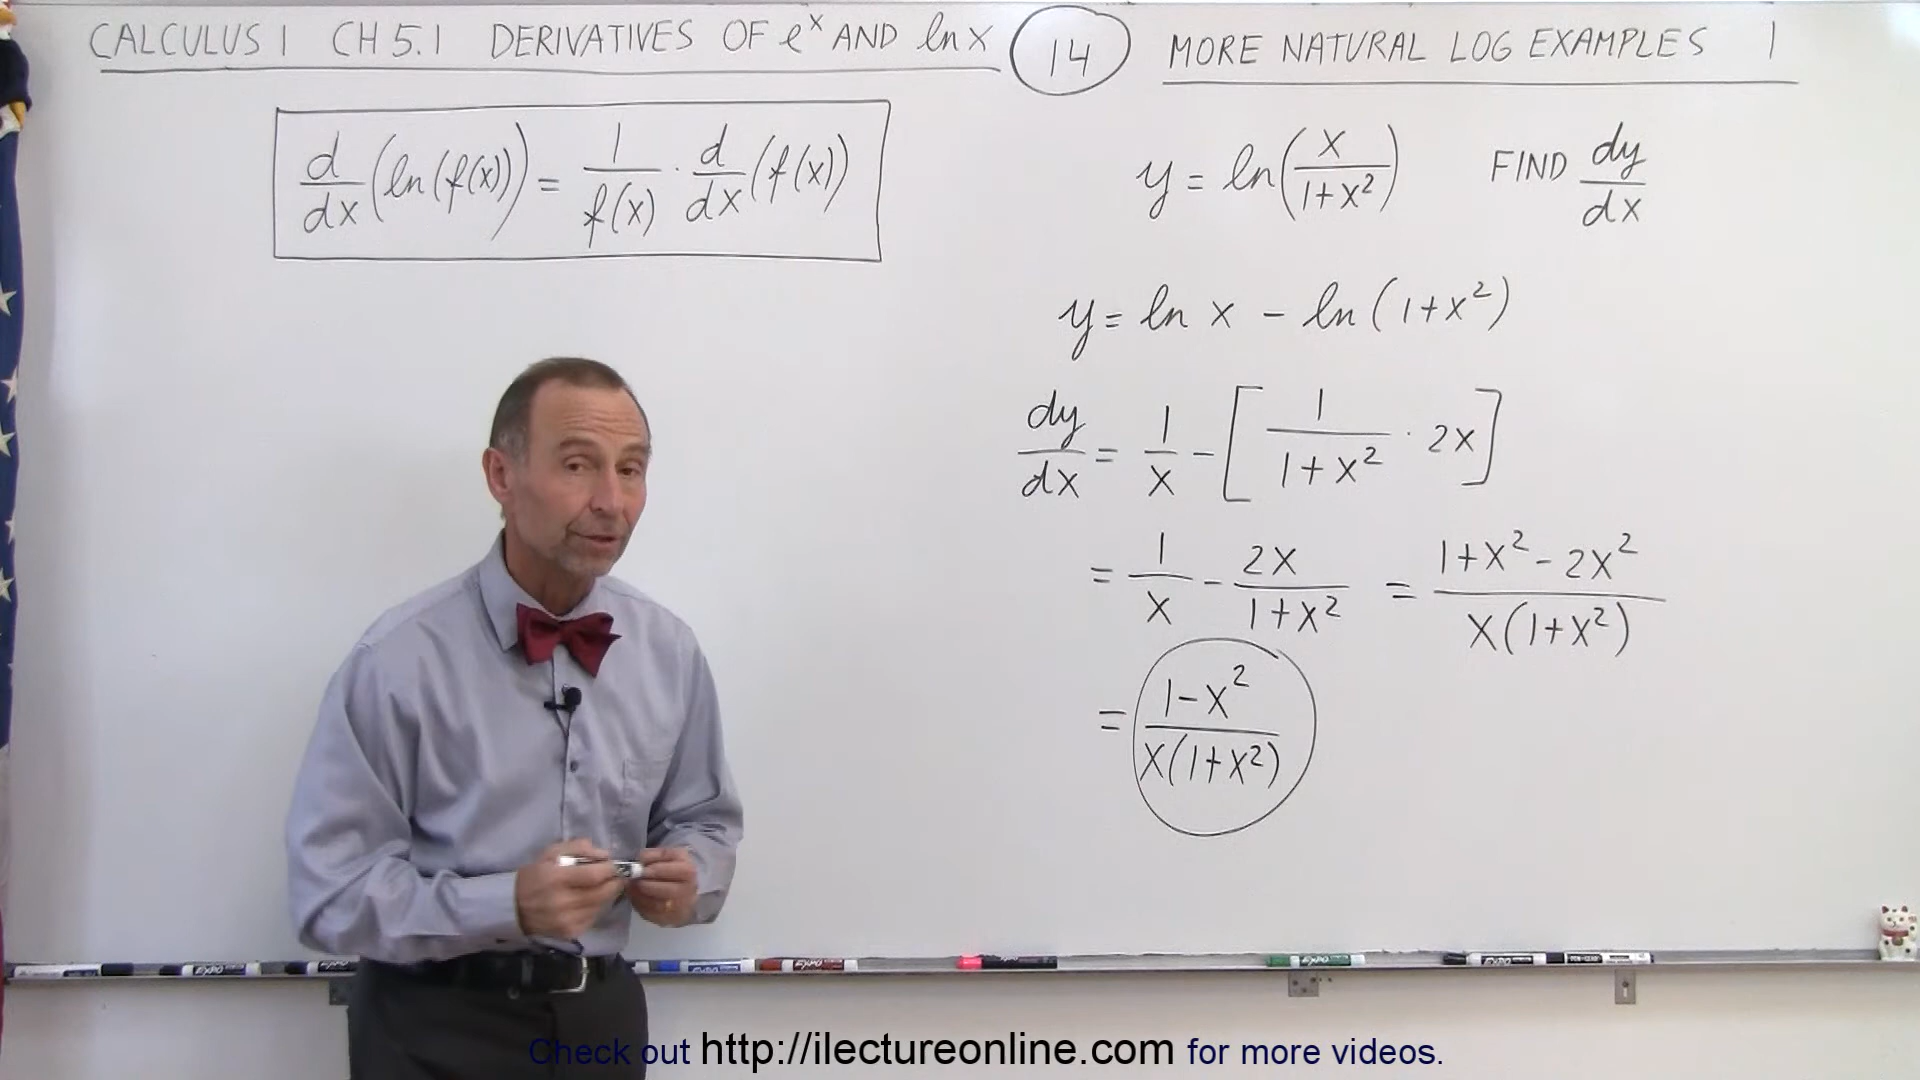 CALCULUS 1 CH 5.1 DERIVATIVES OF e^x AND ln x (14) MORE NATURAL LOG EXAMPLES 1
d/dx (ln (f(x))) = 1/f(x) · d/dx (f(x))
y = ln(x/(1+x²)) FIND dy/dx
y = ln x - ln (1+x²)
dy/dx = 1/x - [1/(1+x²) · 2x]
= 1/x - 2x/(1+x²) = (1+x²-2x²)/(x(1+x²))
= (1-x²)/(x(1+x²))
Check out http://ilectureonline.com for more videos.